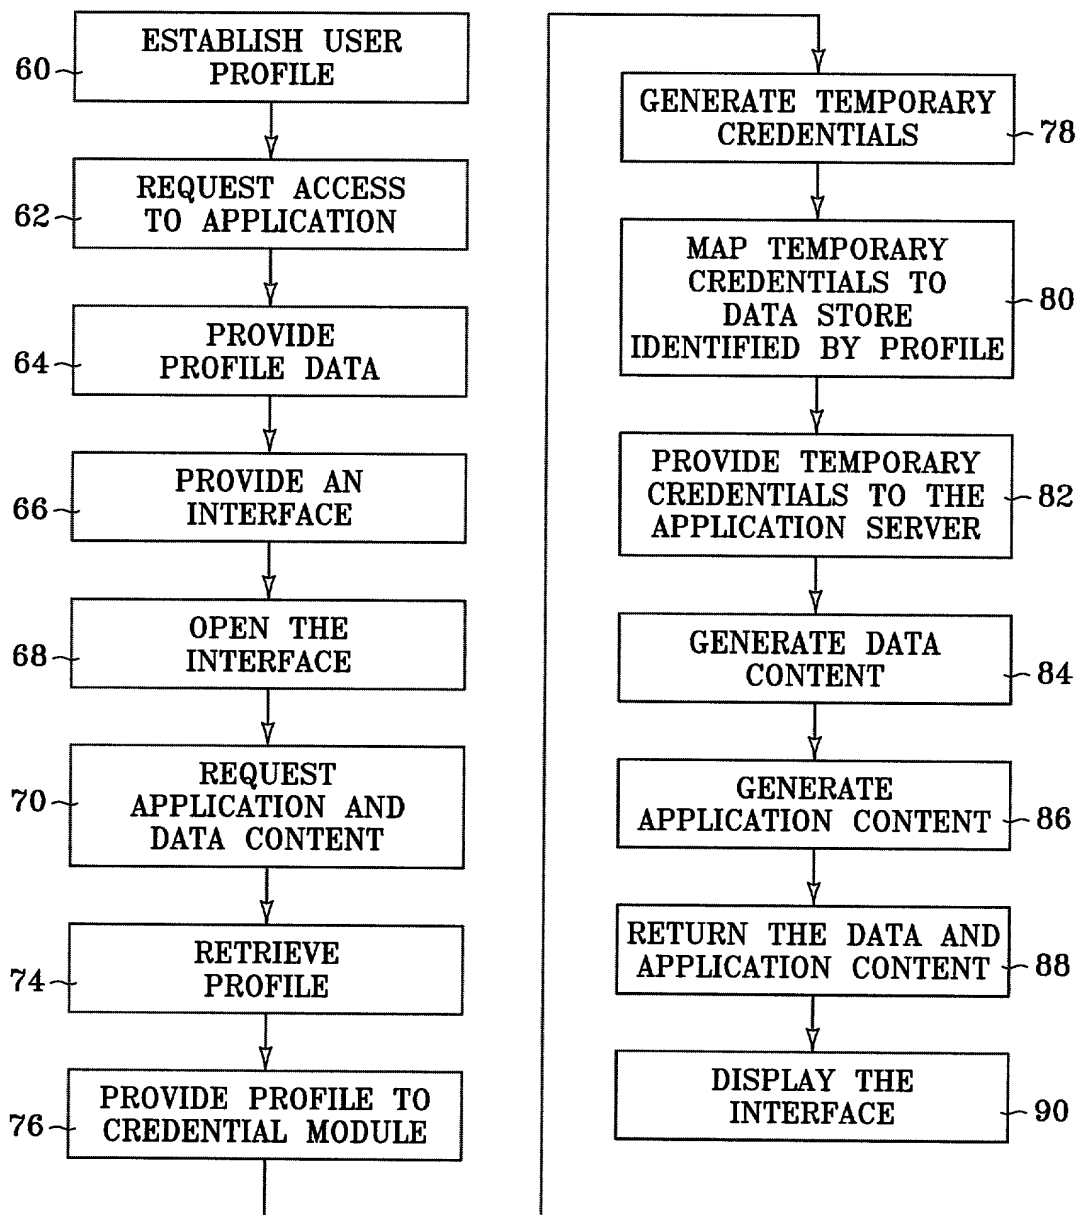 ESTABLISH USER
PROFILE
60
REQUEST ACCESS
TO APPLICATION
62
PROVIDE
PROFILE DATA
64
PROVIDE AN
INTERFACE
66
OPEN THE
INTERFACE
68
REQUEST
APPLICATION AND
DATA CONTENT
70
RETRIEVE
PROFILE
74
PROVIDE PROFILE TO
CREDENTIAL MODULE
76
GENERATE TEMPORARY
CREDENTIALS
78
MAP TEMPORARY
CREDENTIALS TO
DATA STORE
IDENTIFIED BY PROFILE
80
PROVIDE TEMPORARY
CREDENTIALS TO THE
APPLICATION SERVER
82
GENERATE DATA
CONTENT
84
GENERATE
APPLICATION CONTENT
86
RETURN THE DATA AND
APPLICATION CONTENT
88
DISPLAY THE
INTERFACE
90